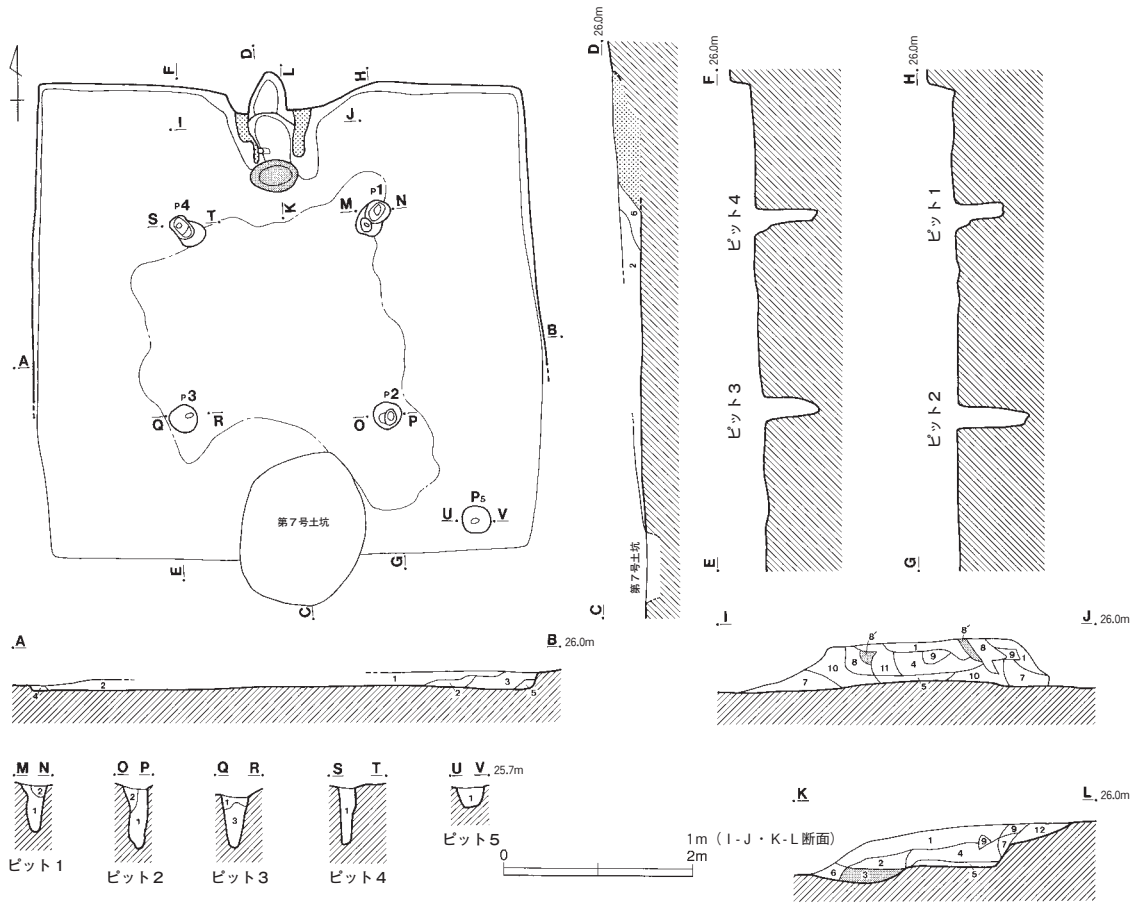 D
L
F
H
I
J
P1
M
N
K
P4
S
T
A
B
P3
Q
R
P2
O
P
P5
U
V
第7号土坑
E
G
C
D
26.0m
6
2
第7号土坑
C
F
26.0m
ピット4
ピット3
E
H
26.0m
ピット1
ピット2
G
A
B 26.0m
4
2
1
2
3
5
I
J 26.0m
8′
8′
1
8
9
8
9
1
10
11
4
7
5
10
7
M N
2
1
ピット1
O P
2
1
ピット2
Q R
1
3
ピット3
S T
1
ピット4
U V 25.7m
1
ピット5
1m (I-J・K-L断面)
0
2m
K
L 26.0m
1
9
9
12
7
2
4
6
3
5